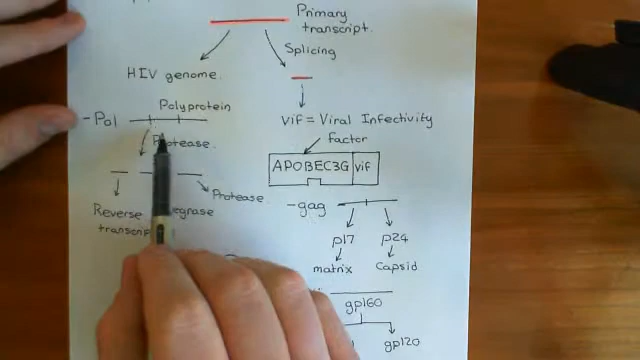 Primary
transcript.
Splicing
HIV genome.
Polyprotein
-Pol
Protease.
Vif = Viral Infectivity
factor
APOBEC3G vif
Protease
Reverse
-gag
p17 p24
matrix Capsid
gp160
gp120